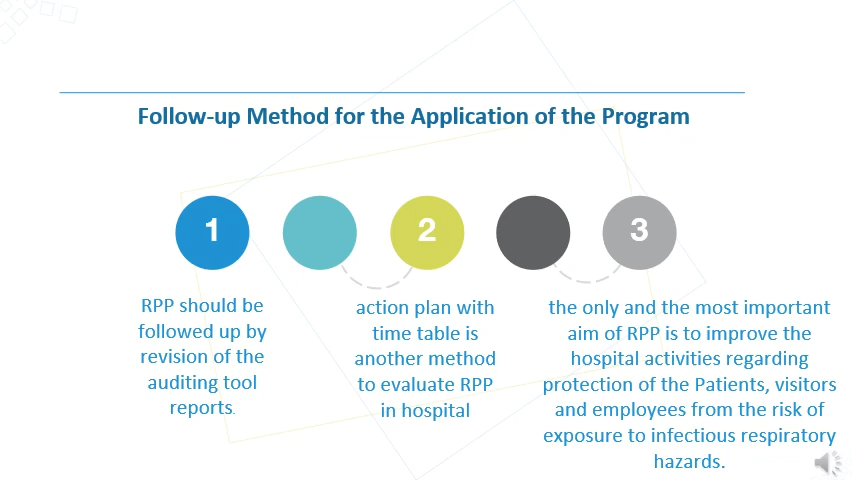 Follow-up Method for the Application of the Program
1
2
3
RPP should be
followed up by
revision of the
auditing tool
reports.
action plan with
time table is
another method
to evaluate RPP
in hospital
the only and the most important
aim of RPP is to improve the
hospital activities regarding
protection of the Patients, visitors
and employees from the risk of
exposure to infectious respiratory
hazards.